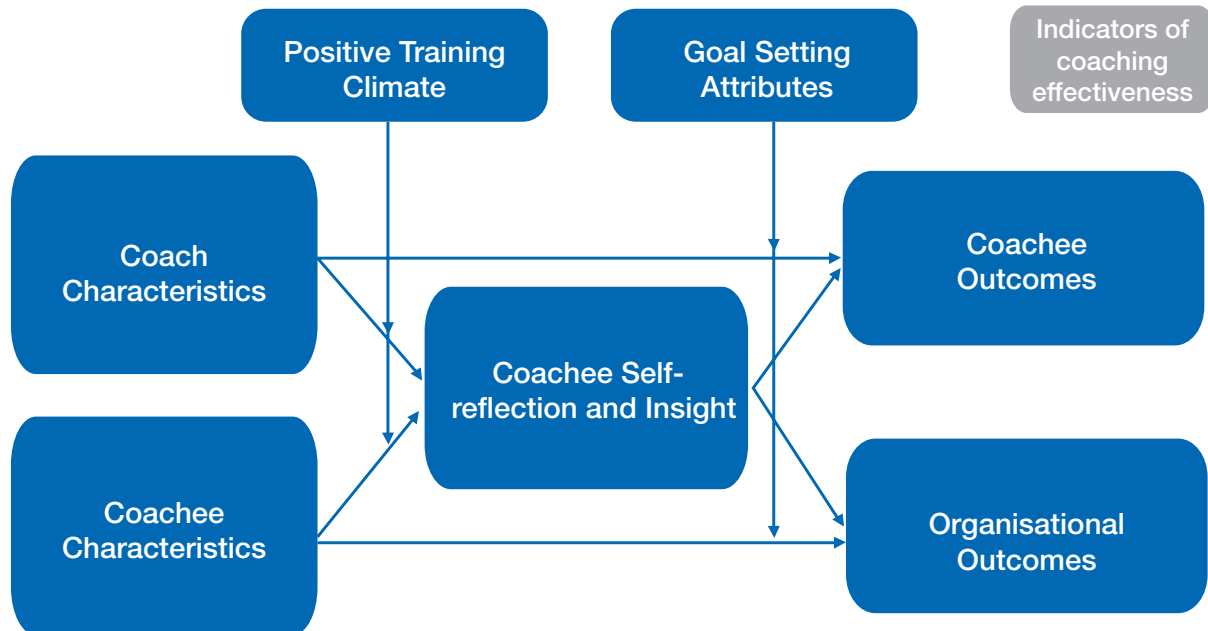 Positive Training
Climate
Goal Setting
Attributes
Indicators of
coaching
effectiveness
Coach
Characteristics
Coachee
Outcomes
Coachee Self-
reflection and Insight
Coachee
Characteristics
Organisational
Outcomes